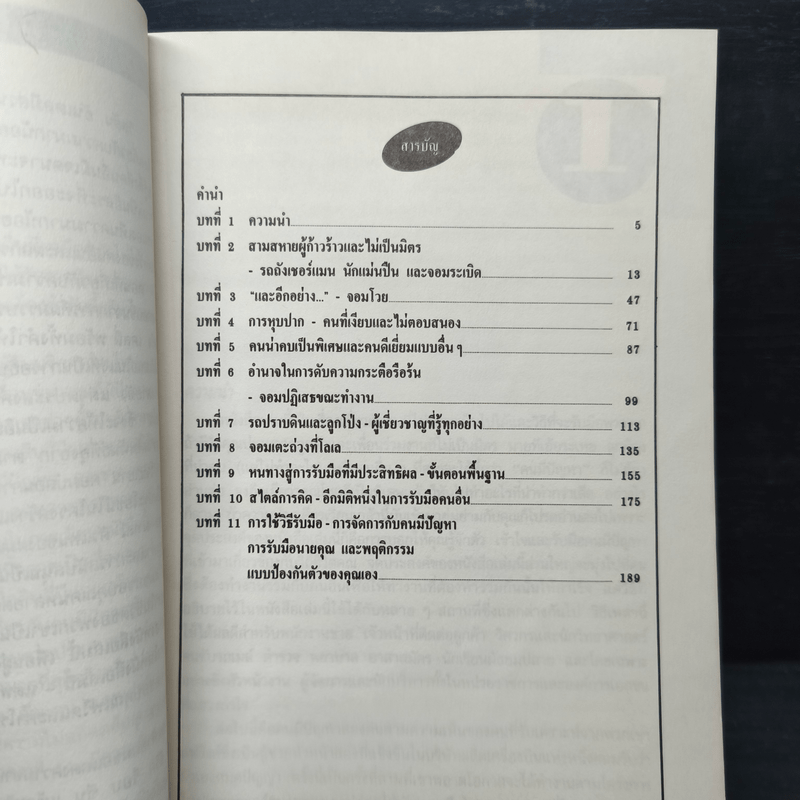 สารบัญ
คำนำ
บทที่ 1 ความนำ 5
บทที่ 2 สามสหายผู้ก้าวร้าวและไม่เป็นมิตร
- รถถังเชอร์แมน นักแม่นปืน และจอมระเบิด 13
บทที่ 3 "และอีกอย่าง..." - จอมโวย 47
บทที่ 4 การหุบปาก - คนที่เงียบและไม่ตอบสนอง 71
บทที่ 5 คนน่าคบเป็นพิเศษและคนดีเยี่ยมแบบอื่น ๆ 87
บทที่ 6 อำนาจในการดับความกระตือรือร้น
- จอมปฏิเสธขณะทำงาน 99
บทที่ 7 รถปราบดินและลูกโป่ง - ผู้เชี่ยวชาญที่รู้ทุกอย่าง 113
บทที่ 8 จอมเตะถ่วงที่โลเล 135
บทที่ 9 หนทางสู่การรับมือที่มีประสิทธิผล - ขั้นตอนพื้นฐาน 155
บทที่ 10 สไตล์การคิด - อีกมิติหนึ่งในการรับมือคนอื่น 175
บทที่ 11 การใช้วิธีรับมือ - การจัดการกับคนมีปัญหา
การรับมือนายคุณ และพฤติกรรม
แบบป้องกันตัวของคุณเอง 189